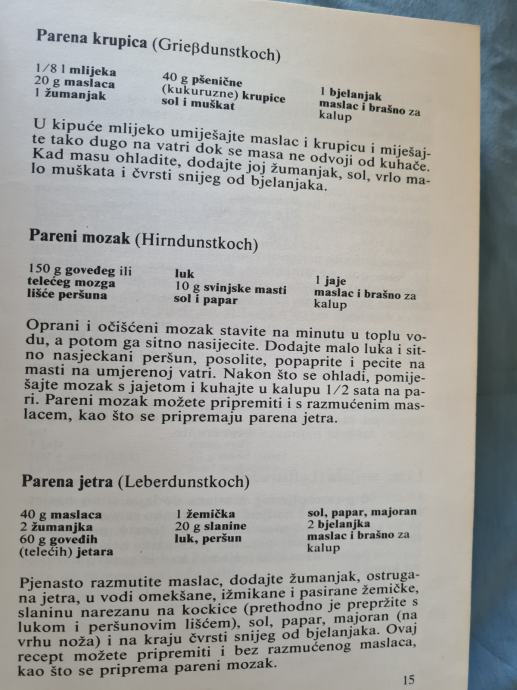 Parena krupica (Grießdunstkoch)
1/8 l mlijeka
20 g maslaca
1 žumanjak
40 g pšenične
(kukuruzne) krupice
sol i muškat
1 bjelanjak
maslac i brašno za
kalup
U kipuće mlijeko umiješajte maslac i krupicu i miješaj-
te tako dugo na vatri dok se masa ne odvoji od kuhače.
Kad masu ohladite, dodajte joj žumanjak, sol, vrlo ma-
lo muškata i čvrsti snijeg od bjelanjaka.
Pareni mozak (Hirndunstkoch)
150 g goveđeg ili
telećeg mozga
lišće peršuna
luk
10 g svinjske masti
sol i papar
1 jaje
maslac i brašno za
kalup
Oprani i očišćeni mozak stavite na minutu u toplu vo-
du, a potom ga sitno nasijecite. Dodajte malo luka i sit-
no nasjeckani peršun, posolite, popaprite i pecite na
masti na umjerenoj vatri. Nakon što se ohladi, pomije-
šajte mozak s jajetom i kuhajte u kalupu 1/2 sata na pa-
ri. Pareni mozak možete pripremiti i s razmućenim mas-
lacem, kao što se pripremaju parena jetra.
Parena jetra (Leberdunstkoch)
40 g maslaca
2 žumanjka
60 g goveđih
(telećih) jetara
1 žemička
20 g slanine
luk, peršun
sol, papar, majoran
2 bjelanjka
maslac i brašno za
kalup
Pjenasto razmutite maslac, dodajte žumanjak, ostruga-
na jetra, u vodi omekšane, ižmikane i pasirane žemičke,
slaninu narezanu na kockice (prethodno je prepržite s
lukom i peršunovim lišćem), sol, papar, majoran (na
vrhu noža) i na kraju čvrsti snijeg od bjelanjaka. Ovaj
recept možete pripremiti i bez razmućenog maslaca,
kao što se priprema pareni mozak.
15